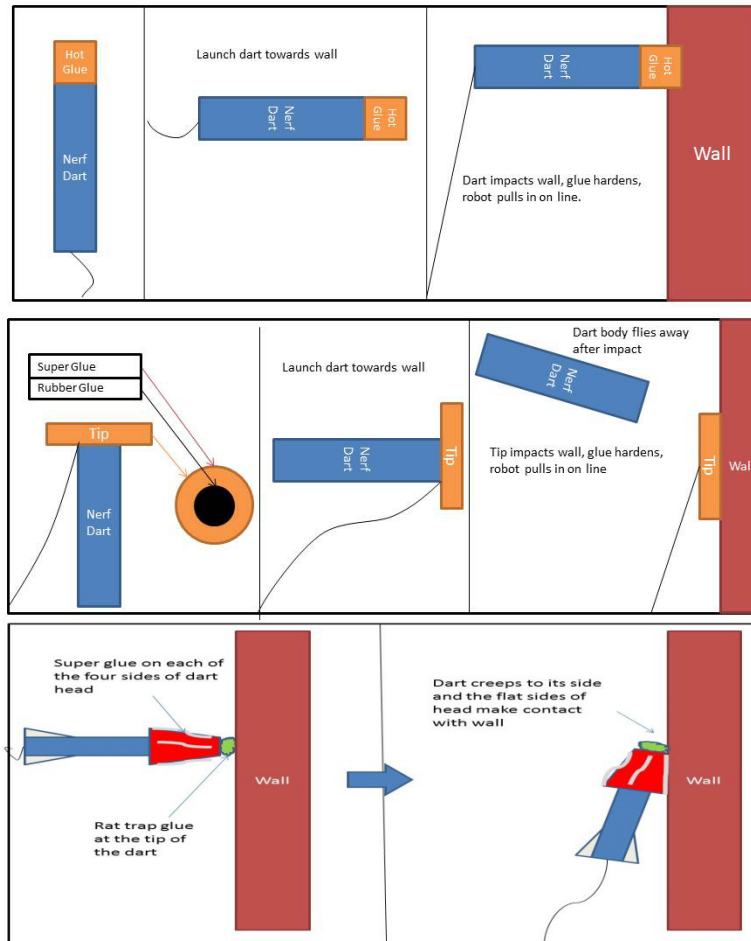 Hot
Glue
Nerf
Dart
Launch dart towards wall
Nerf
Dart
Hot
Glue
Nerf
Dart
Hot
Glue
Wall
Dart impacts wall, glue hardens,
robot pulls in on line.
Super Glue
Rubber Glue
Tip
Nerf
Dart
Launch dart towards wall
Nerf
Dart
Tip
Dart body flies away
after impact
Nerf
Dart
Tip impacts wall, glue hardens,
robot pulls in on line
Tip
Wal
Super glue on each of
the four sides of dart
head
Wall
Rat trap glue
at the tip of
the dart
Dart creeps to its side
and the flat sides of
head make contact
with wall
Wall